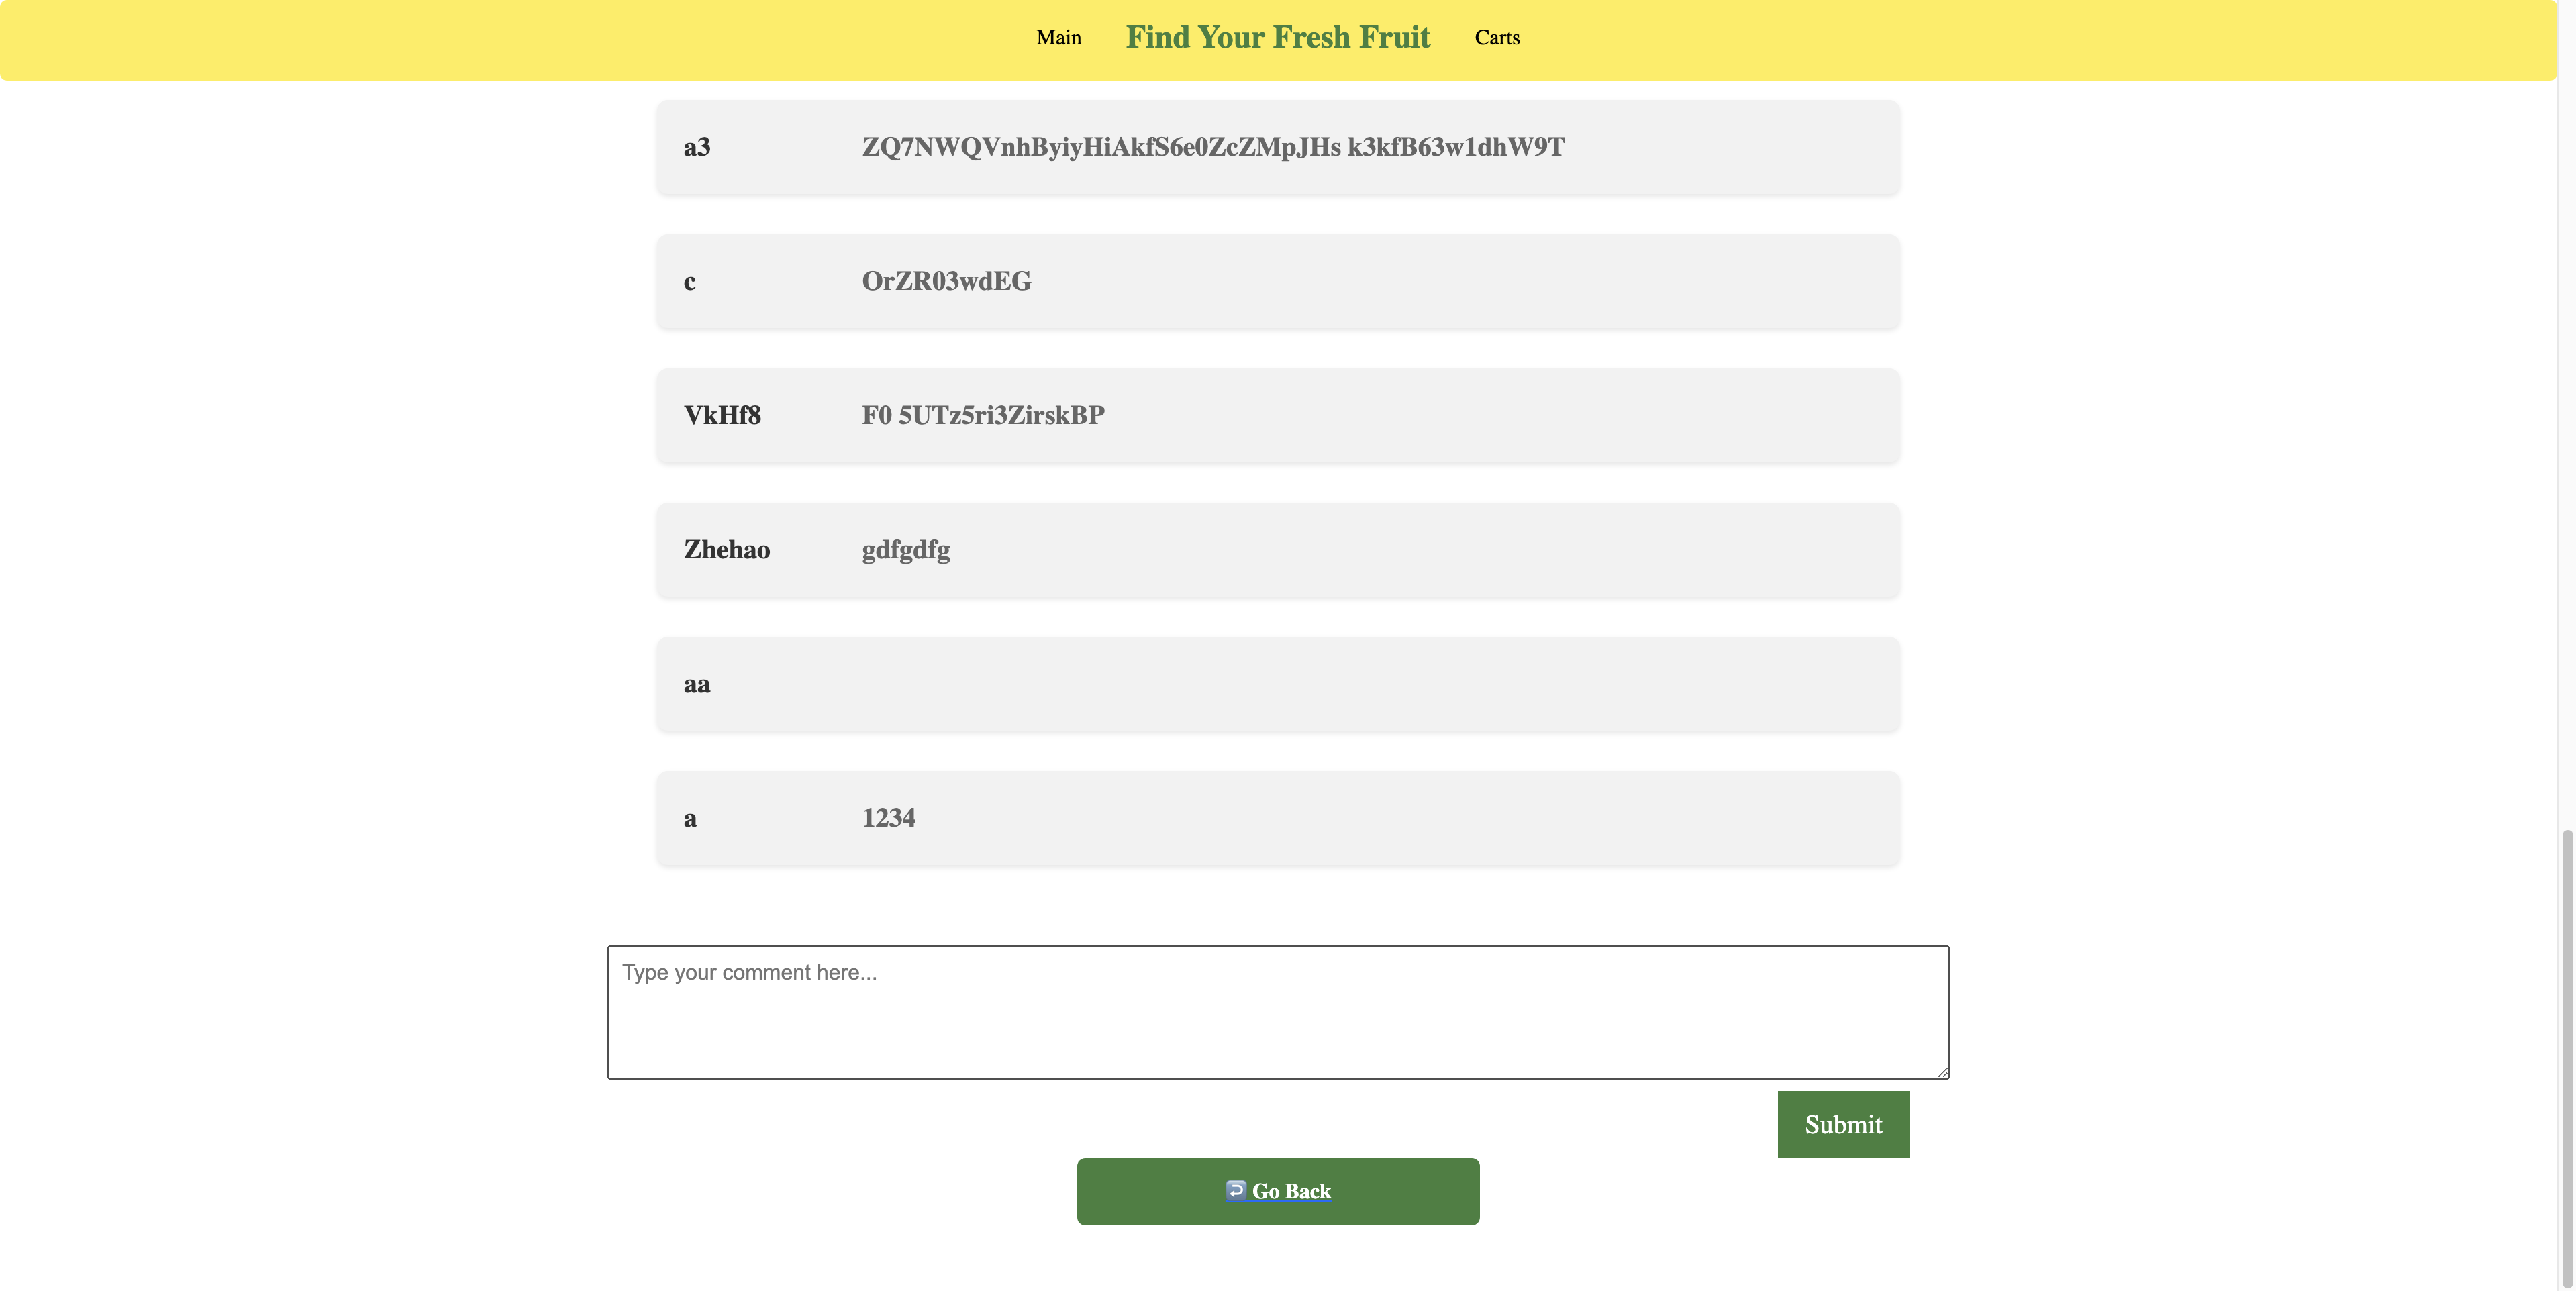 Main Find Your Fresh Fruit Carts
a3 ZQ7NWQVnhByiyHiAkfS6e0ZcZMpJHs k3kfB63w1dhW9T
c OrZR03wdEG
VkHf8 F0 5UTz5ri3ZirskBP
Zhehao gdfgdfg
aa
a 1234
Type your comment here...
Submit
Go Back